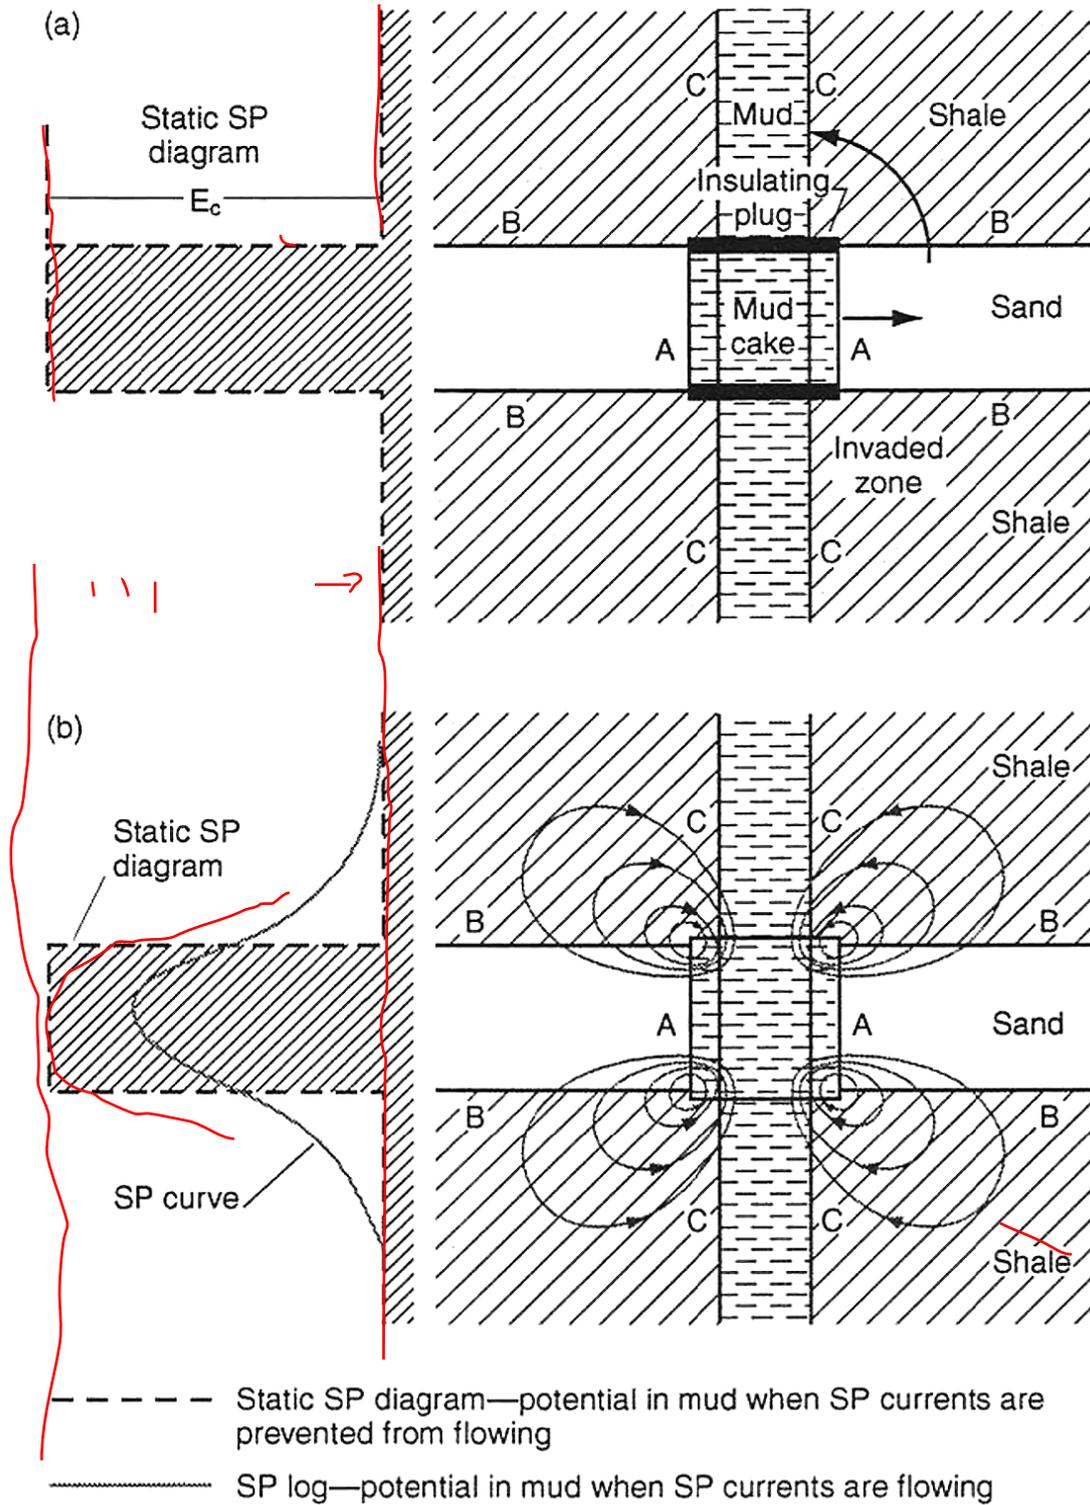 (a)
Static SP
diagram
Ec
C
C
Mud
Shale
Insulating
plug
B
B
Mud
cake
Sand
A
A
B
B
Invaded
zone
Shale
C
C
(b)
Shale
C
C
Static SP
diagram
B
B
A
A
Sand
B
B
SP curve
C
C
Shale
Static SP diagram—potential in mud when SP currents are
prevented from flowing
SP log—potential in mud when SP currents are flowing